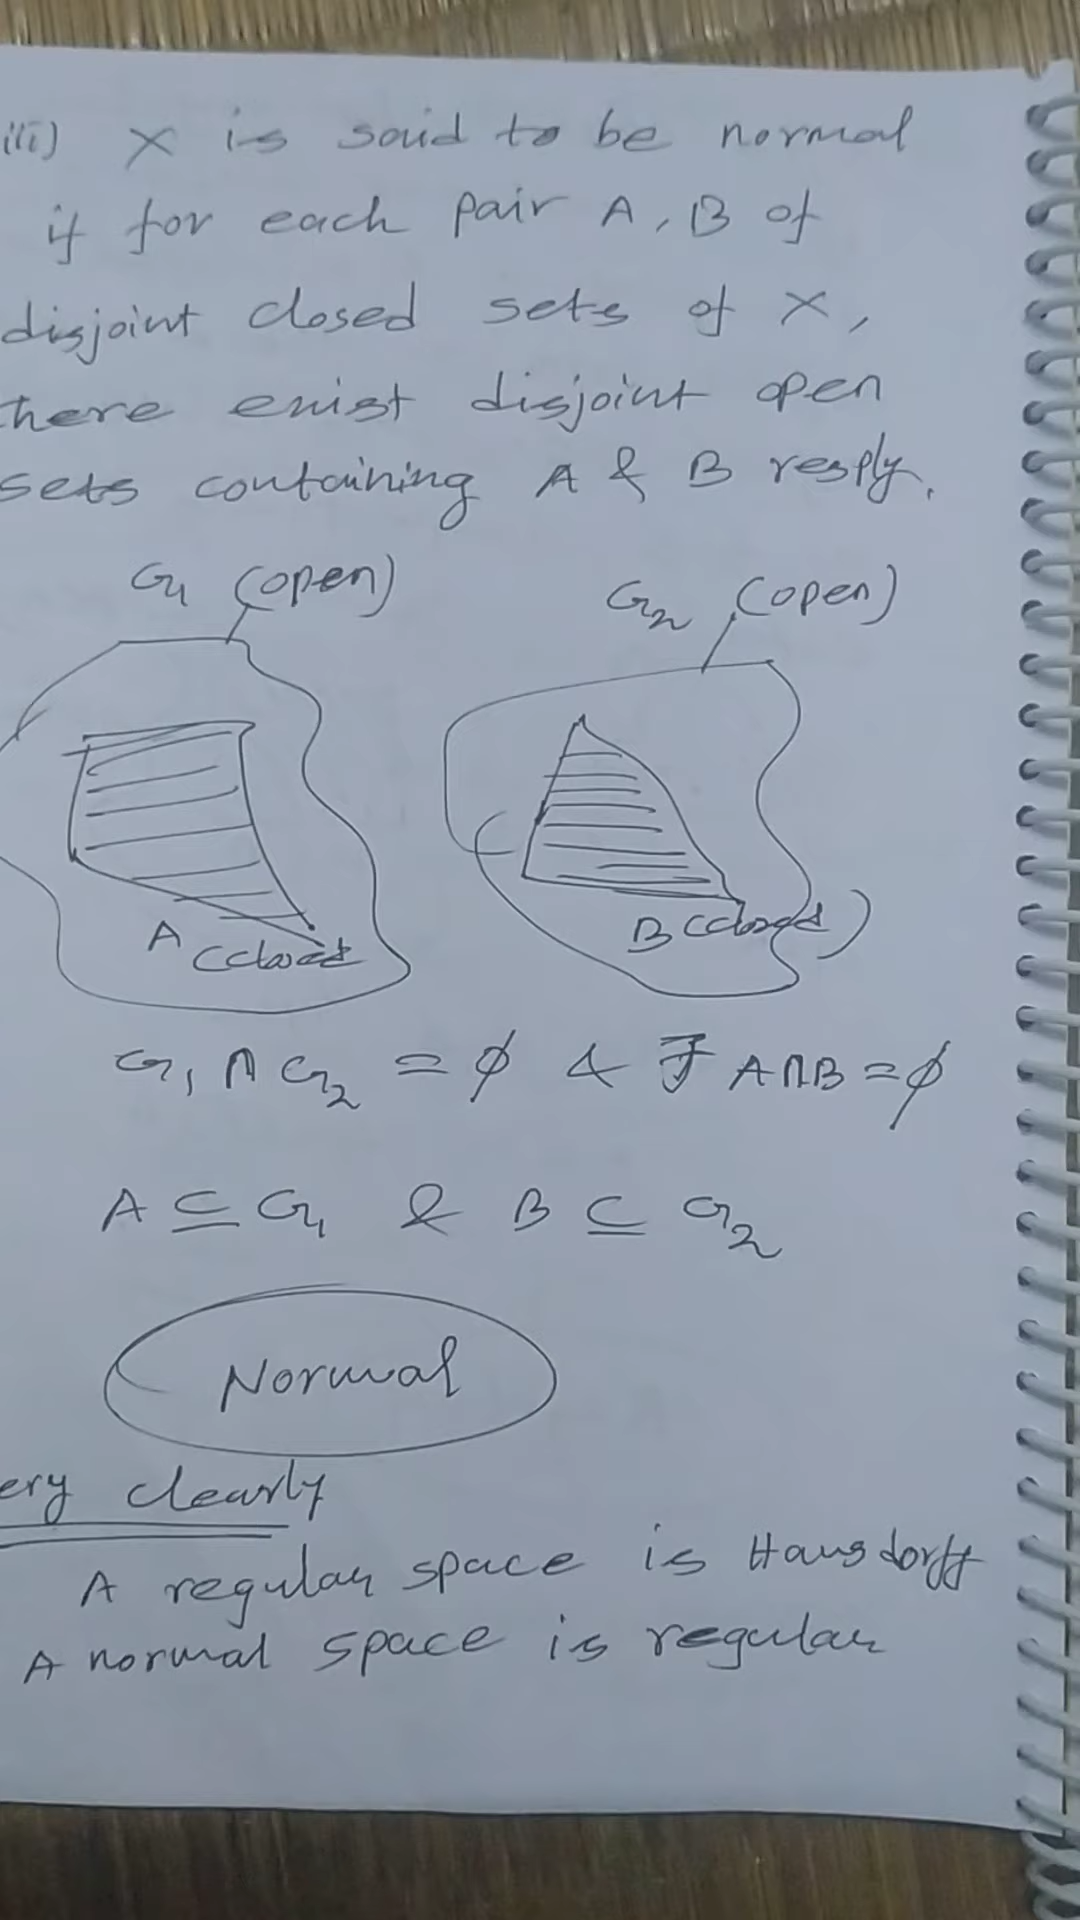 iii) X is said to be normal
if for each pair A, B of
disjoint closed sets of X,
there exist disjoint open
sets containing A & B resply.
G1 (open) G2 (open)
A (closed B (closed)
G1 ∩ G2 = ϕ & A∩B = ϕ
A ⊆ G1 & B ⊆ G2
Normal
ery clearly
A regular space is Hausdorff
A normal space is regular